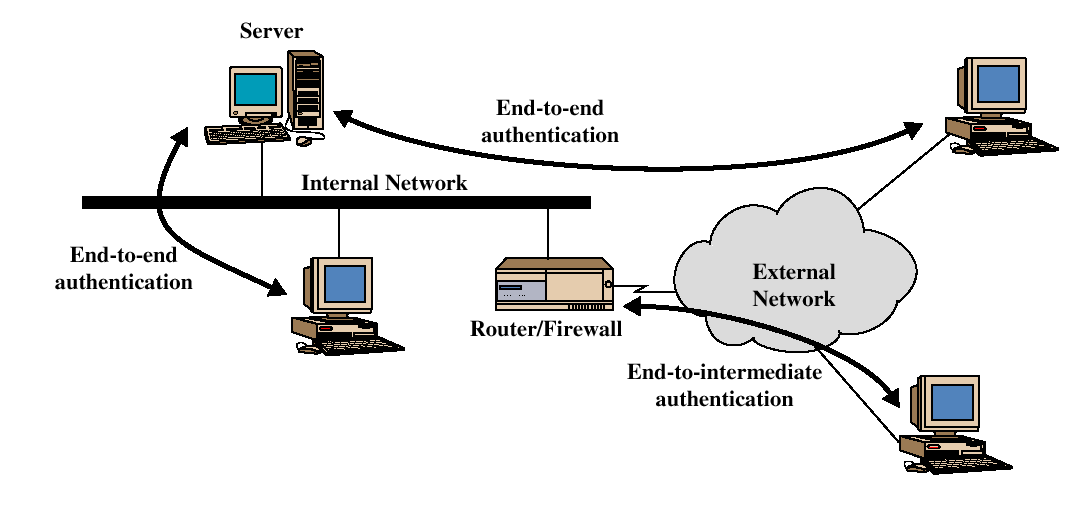 Server
End-to-end
authentication
Internal Network
End-to-end
authentication
External
Network
Router/Firewall
End-to-intermediate
authentication